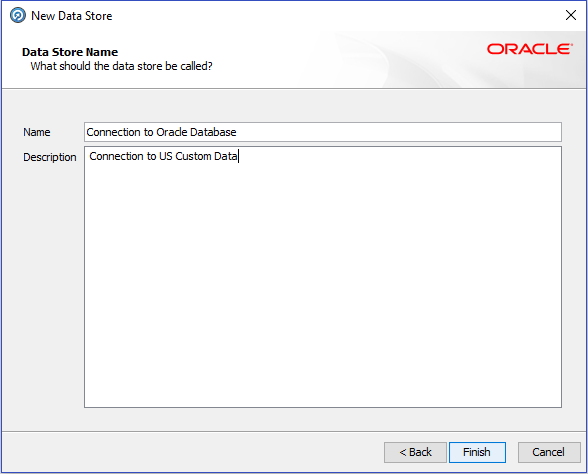 New Data Store
Data Store Name
What should the data store be called?
ORACLE
Name
Connection to Oracle Database
Description
Connection to US Custom Data
< Back
Finish
Cancel